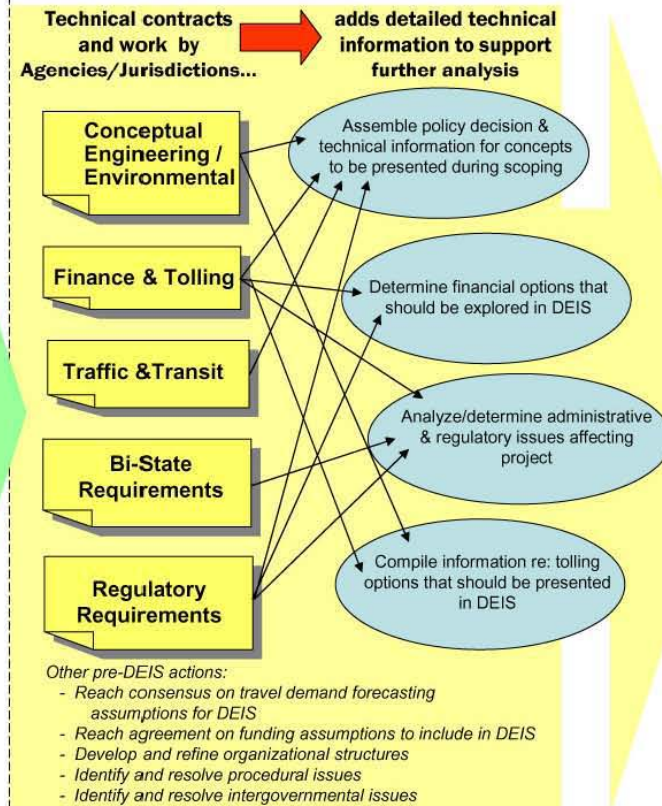 Technical contracts
and work by
Agencies/Jurisdictions...
adds detailed technical
information to support
further analysis
Conceptual
Engineering /
Environmental
Finance & Tolling
Traffic &Transit
Bi-State
Requirements
Regulatory
Requirements
Assemble policy decision &
technical information for concepts
to be presented during scoping
Determine financial options that
should be explored in DEIS
Analyze/determine administrative
& regulatory issues affecting
project
Compile information re: tolling
options that should be presented
in DEIS
Other pre-DEIS actions:
- Reach consensus on travel demand forecasting
assumptions for DEIS
- Reach agreement on funding assumptions to include in DEIS
- Develop and refine organizational structures
- Identify and resolve procedural issues
- Identify and resolve intergovernmental issues